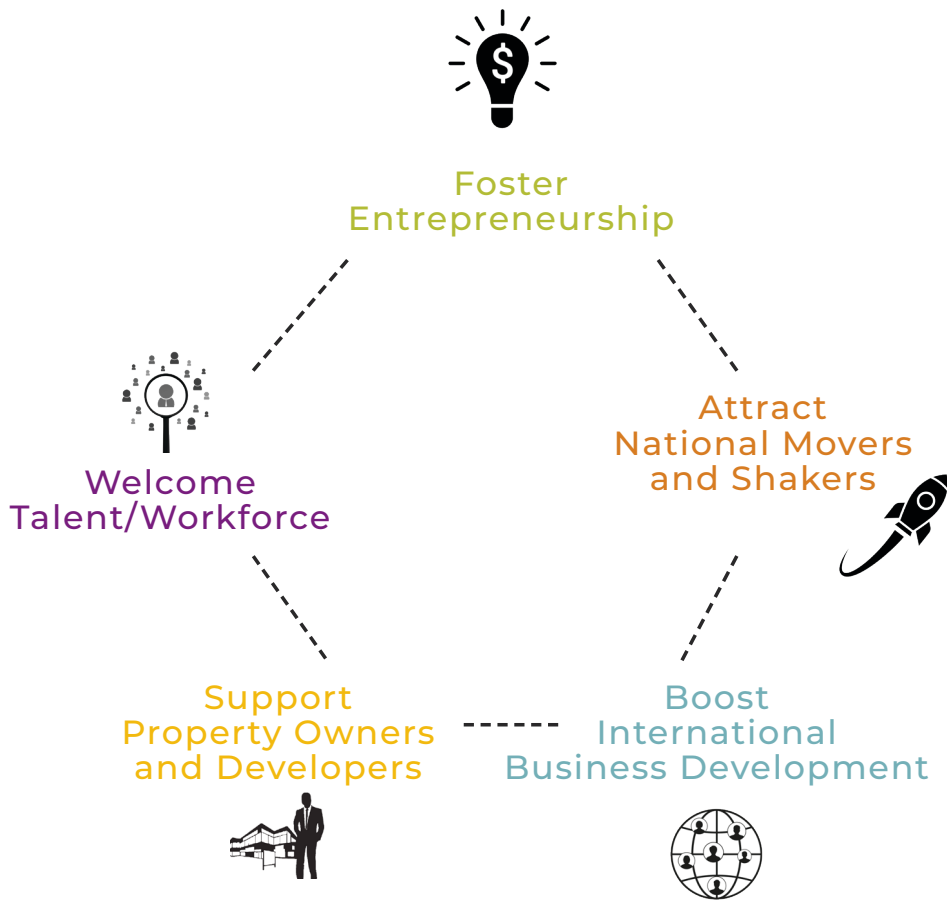 $
Foster
Entrepreneurship
Attract
National Movers
and Shakers
Welcome
Talent/Workforce
Support
Property Owners
and Developers
Boost
International
Business Development